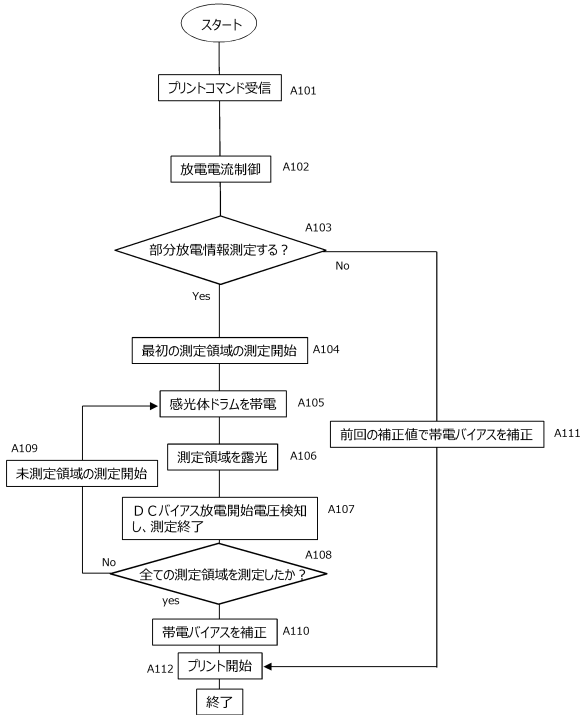 スタート
プリントコマンド受信
A101
放電電流制御
A102
A103
部分放電情報測定する？
No
Yes
最初の測定領域の測定開始
A104
感光体ドラムを帯電
A105
A109
未測定領域の測定開始
測定領域を露光
A106
前回の補正値で帯電バイアスを補正
A111
ＤＣバイアス放電開始電圧検知
し、測定終了
A107
A108
No
全ての測定領域を測定したか？
yes
帯電バイアスを補正
A110
A112
プリント開始
終了